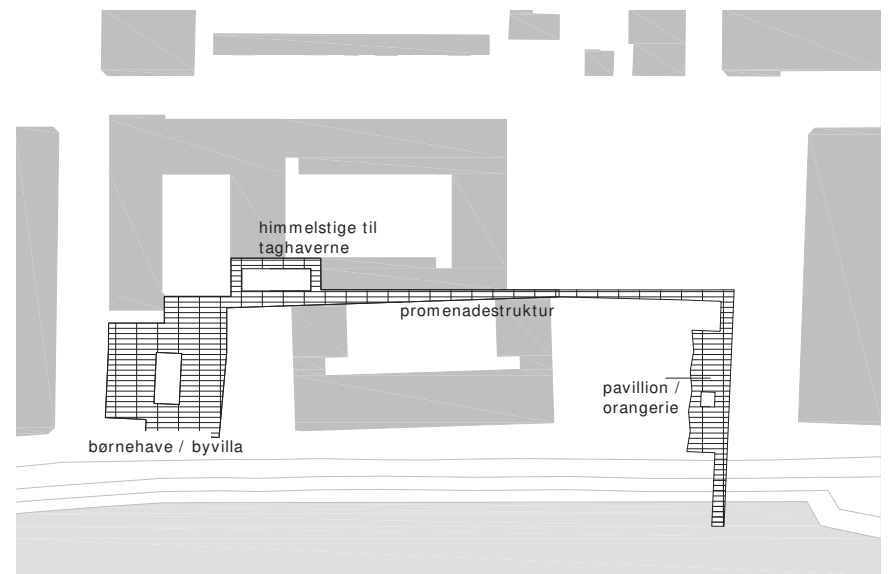 himmelstige til
taghaverne
promenadestruktur
pavillion /
orangerie
børnehave / byvilla